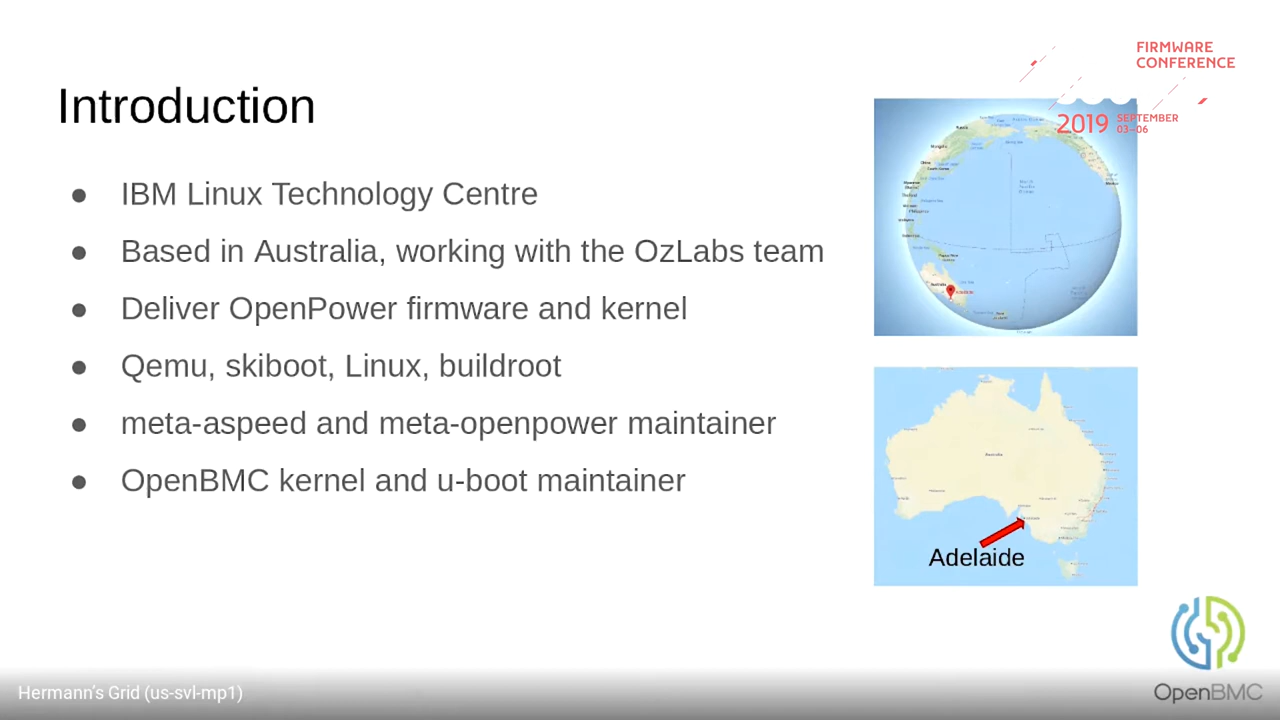 FIRMWARE
CONFERENCE
Introduction
2019 SEPTEMBER
03–06
● IBM Linux Technology Centre
● Based in Australia, working with the OzLabs team
● Deliver OpenPower firmware and kernel
● Qemu, skiboot, Linux, buildroot
● meta-aspeed and meta-openpower maintainer
● OpenBMC kernel and u-boot maintainer
Australia
Adelaide
Hermann's Grid (us-svl-mp1)
OpenBMC